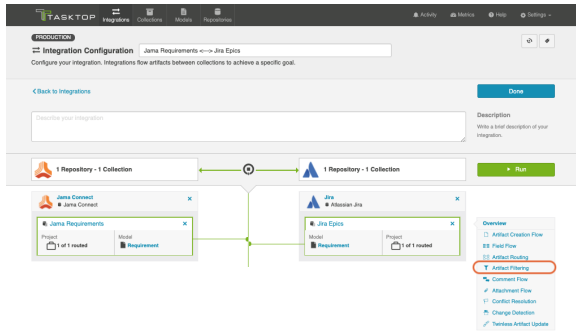 TASKTOP
Integrations
Collections
Models
Repositories
Activity
Metrics
Help
Settings
PRODUCTION
Integration Configuration
Jama Requirements <--> Jira Epics
Configure your integration. Integrations flow artifacts between collections to achieve a specific goal.
Back to Integrations
Done
Describe your integration
Description
Write a brief description of your
integration.
1 Repository - 1 Collection
1 Repository - 1 Collection
Run
Jama Connect
Jama Connect
Jira
Atlassian Jira
Jama Requirements
Jira Epics
Project
Model
Model
Project
1 of 1 routed
Requirement
Requirement
1 of 1 routed
Overview
Artifact Creation Flow
Field Flow
Artifact Routing
Artifact Filtering
Comment Flow
Attachment Flow
Conflict Resolution
Change Detection
Twinless Artifact Update